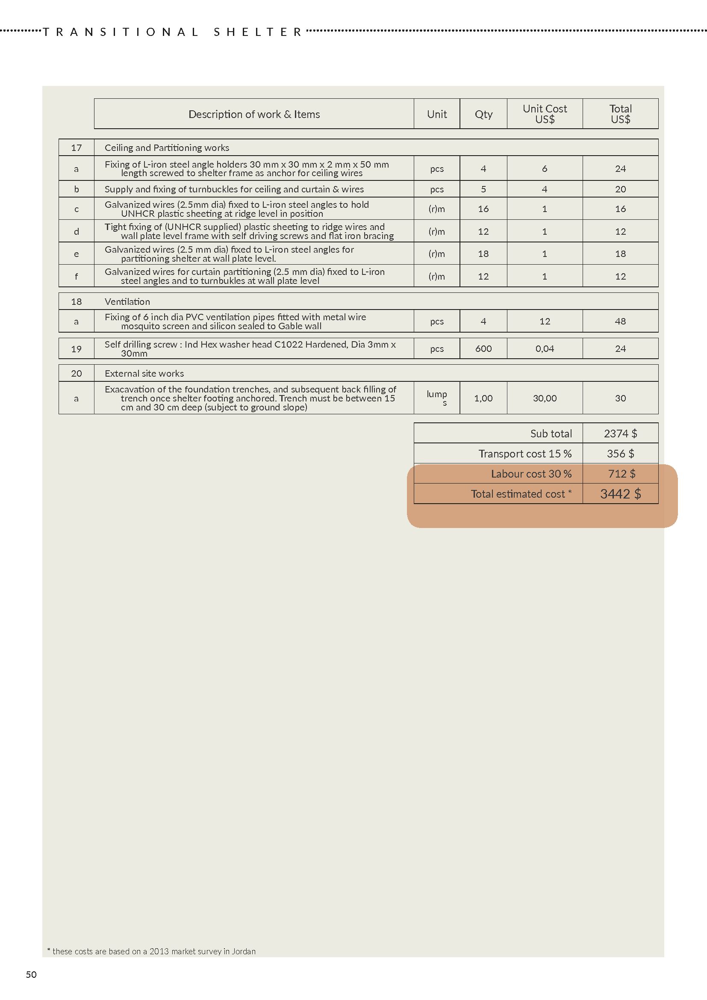 TRANSITIONAL SHELTER
Description of work & Items Unit Qty Unit Cost US$ Total US$
17 Ceiling and Partitioning works
a Fixing of L-iron steel angle holders 30 mm x 30 mm x 2 mm x 50 mm
length screwed to shelter frame as anchor for ceiling wires pcs 4 6 24
b Supply and fixing of turnbuckles for ceiling and curtain & wires pcs 5 4 20
c Galvanized wires (2.5mm dia) fixed to L-iron steel angles to hold
UNHCR plastic sheeting at ridge level in position (r)m 16 1 16
d Tight fixing of (UNHCR supplied) plastic sheeting to ridge wires and
wall plate level frame with self driving screws and flat iron bracing (r)m 12 1 12
e Galvanized wires (2.5 mm dia) fixed to L-iron steel angles for
partitioning shelter at wall plate level. (r)m 18 1 18
f Galvanized wires for curtain partitioning (2.5 mm dia) fixed to L-iron
steel angles and to turnbukles at wall plate level (r)m 12 1 12
18 Ventilation
a Fixing of 6 inch dia PVC ventilation pipes fitted with metal wire
mosquito screen and silicon sealed to Gable wall pcs 4 12 48
19 Self drilling screw : Ind Hex washer head C1022 Hardened, Dia 3mm x
30mm pcs 600 0,04 24
20 External site works
a Exacavation of the foundation trenches, and subsequent back filling of
trench once shelter footing anchored. Trench must be between 15
cm and 30 cm deep (subject to ground slope) lump s 1,00 30,00 30
Sub total 2374 $
Transport cost 15 % 356 $
Labour cost 30 % 712 $
Total estimated cost * 3442 $
* these costs are based on a 2013 market survey in Jordan
50